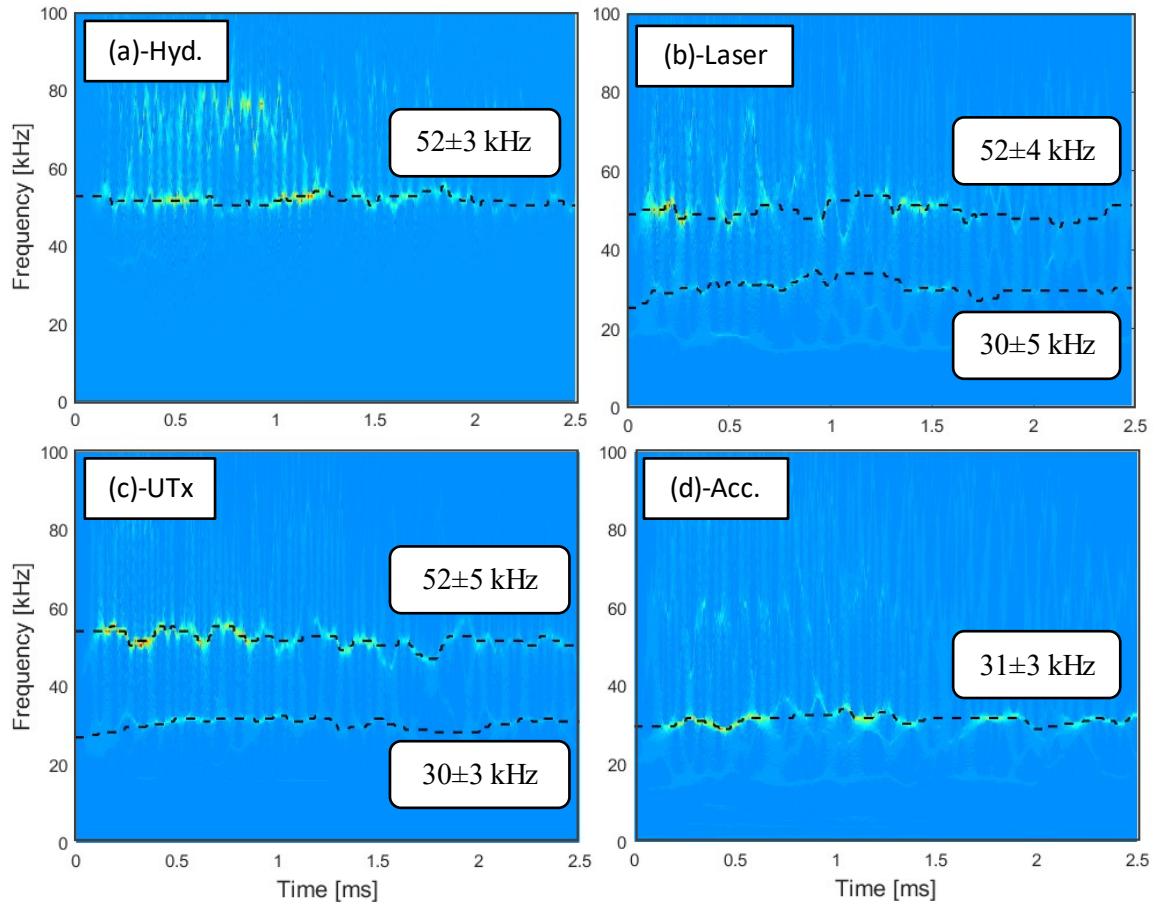 (a)-Hyd.
52±3 kHz
Frequency [kHz]
100
80
60
40
20
0
0 0.5 1 1.5 2 2.5
(b)-Laser
52±4 kHz
30±5 kHz
100
80
60
40
20
0
0 0.5 1 1.5 2 2.5
(c)-UTx
52±5 kHz
30±3 kHz
Frequency [kHz]
100
80
60
40
20
0
0 0.5 1 1.5 2 2.5
Time [ms]
(d)-Acc.
31±3 kHz
100
80
60
40
20
0
0 0.5 1 1.5 2 2.5
Time [ms]